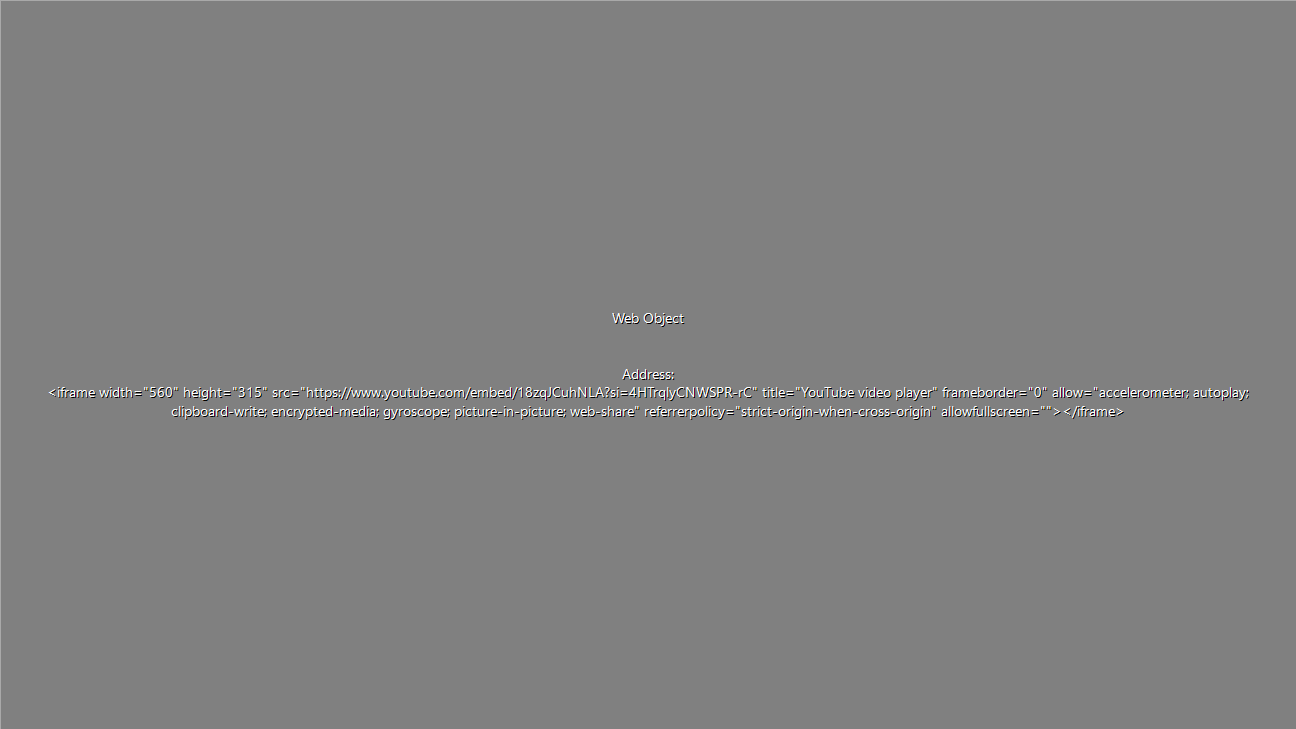 Web Object
Address:
<iframe width="560" height="315" src="https://www.youtube.com/embed/18zqJCuhNLA?si=4HTrqlyCNWSPR-rC" title="YouTube video player" frameborder="0" allow="accelerometer; autoplay;
clipboard-write; encrypted-media; gyroscope; picture-in-picture; web-share" referrerpolicy="strict-origin-when-cross-origin" allowfullscreen=""></iframe>